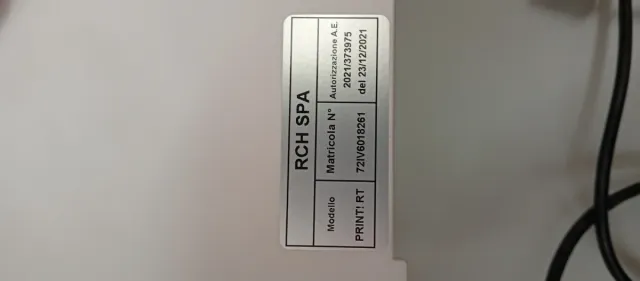 RCH SPA
Modello
PRINT! RT
Matricola N°
72IV6018261
Autorizzazione A.E.
2021/373975
del 23/12/2021